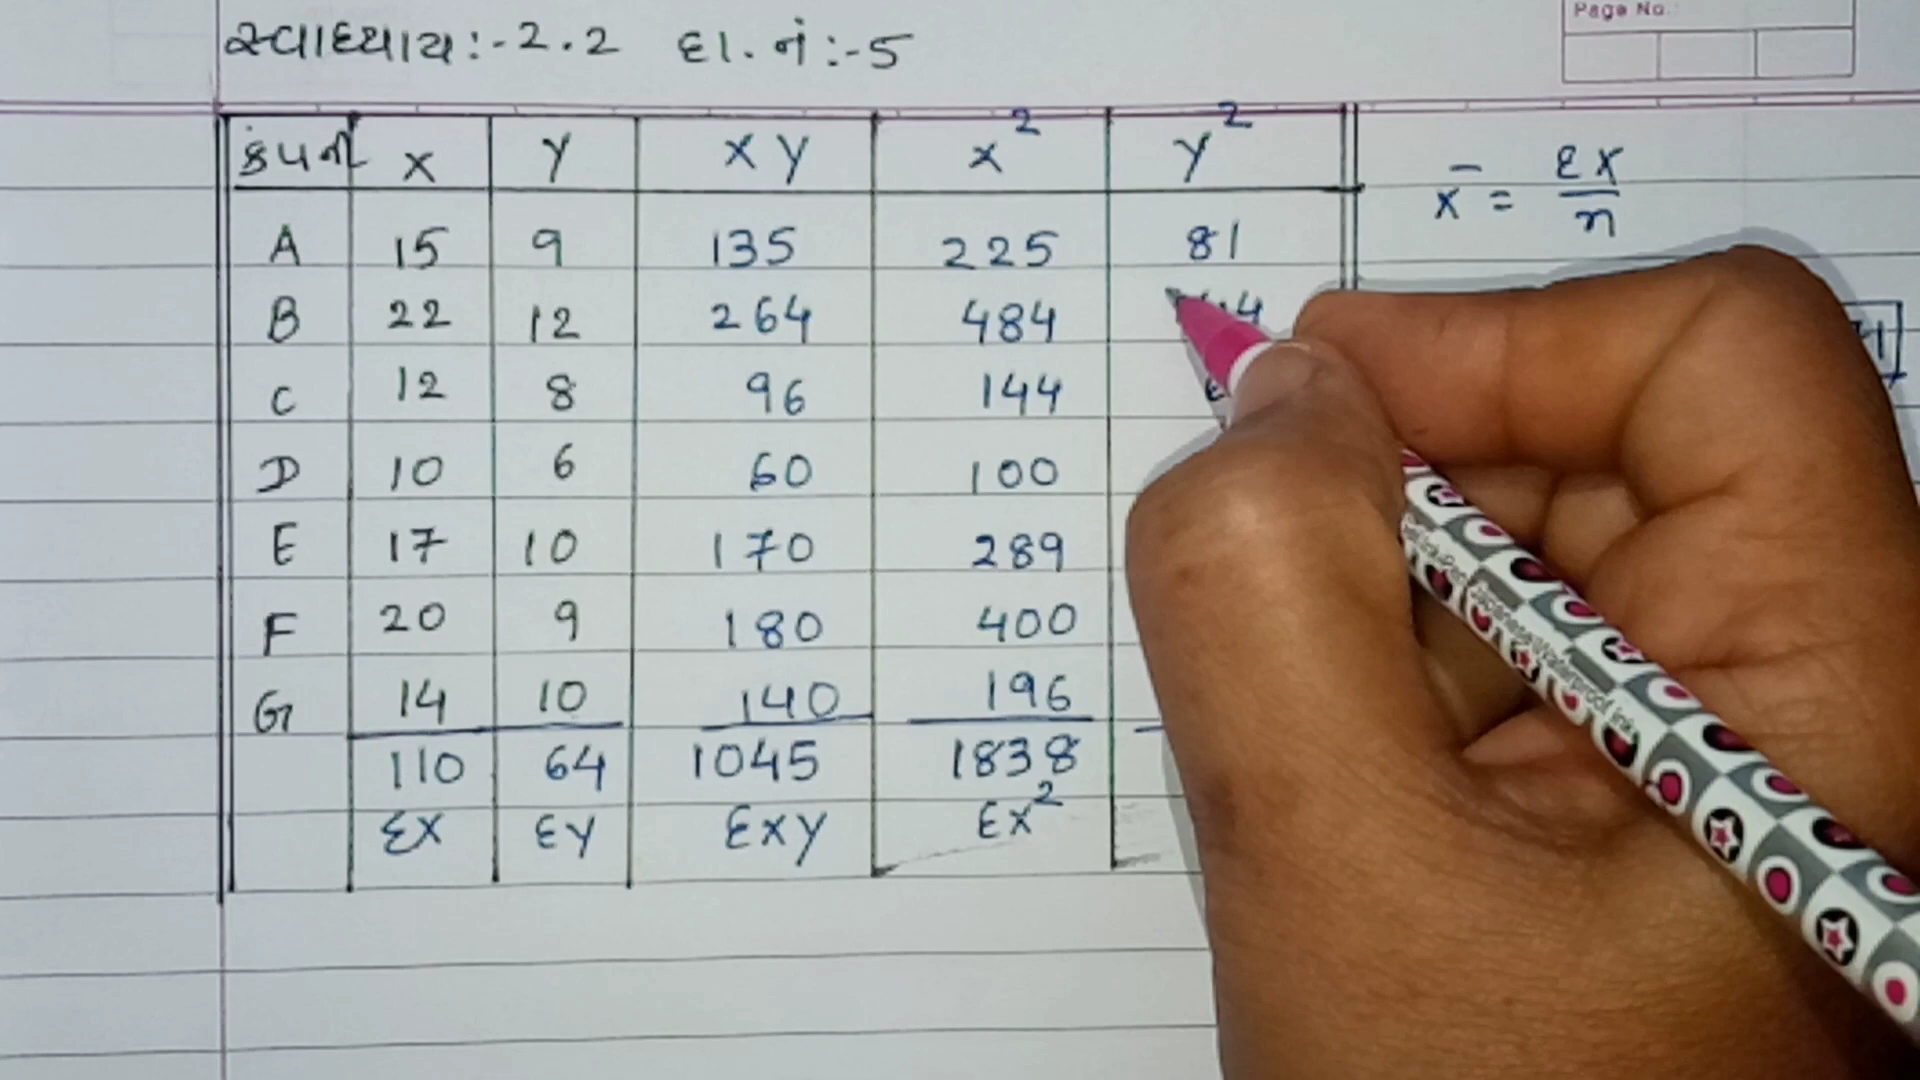 Page No.:
સ્વાધ્યાય:-2.2 દા. નં:-5
કંપની x y xy x² y²
x̄ = Σx/n
A 15 9 135 225 81
B 22 12 264 484
C 12 8 96 144
D 10 6 60 100
E 17 10 170 289
F 20 9 180 400
G 14 10 140 196
110 64 1045 1838
Σx Σy Σxy Σx²